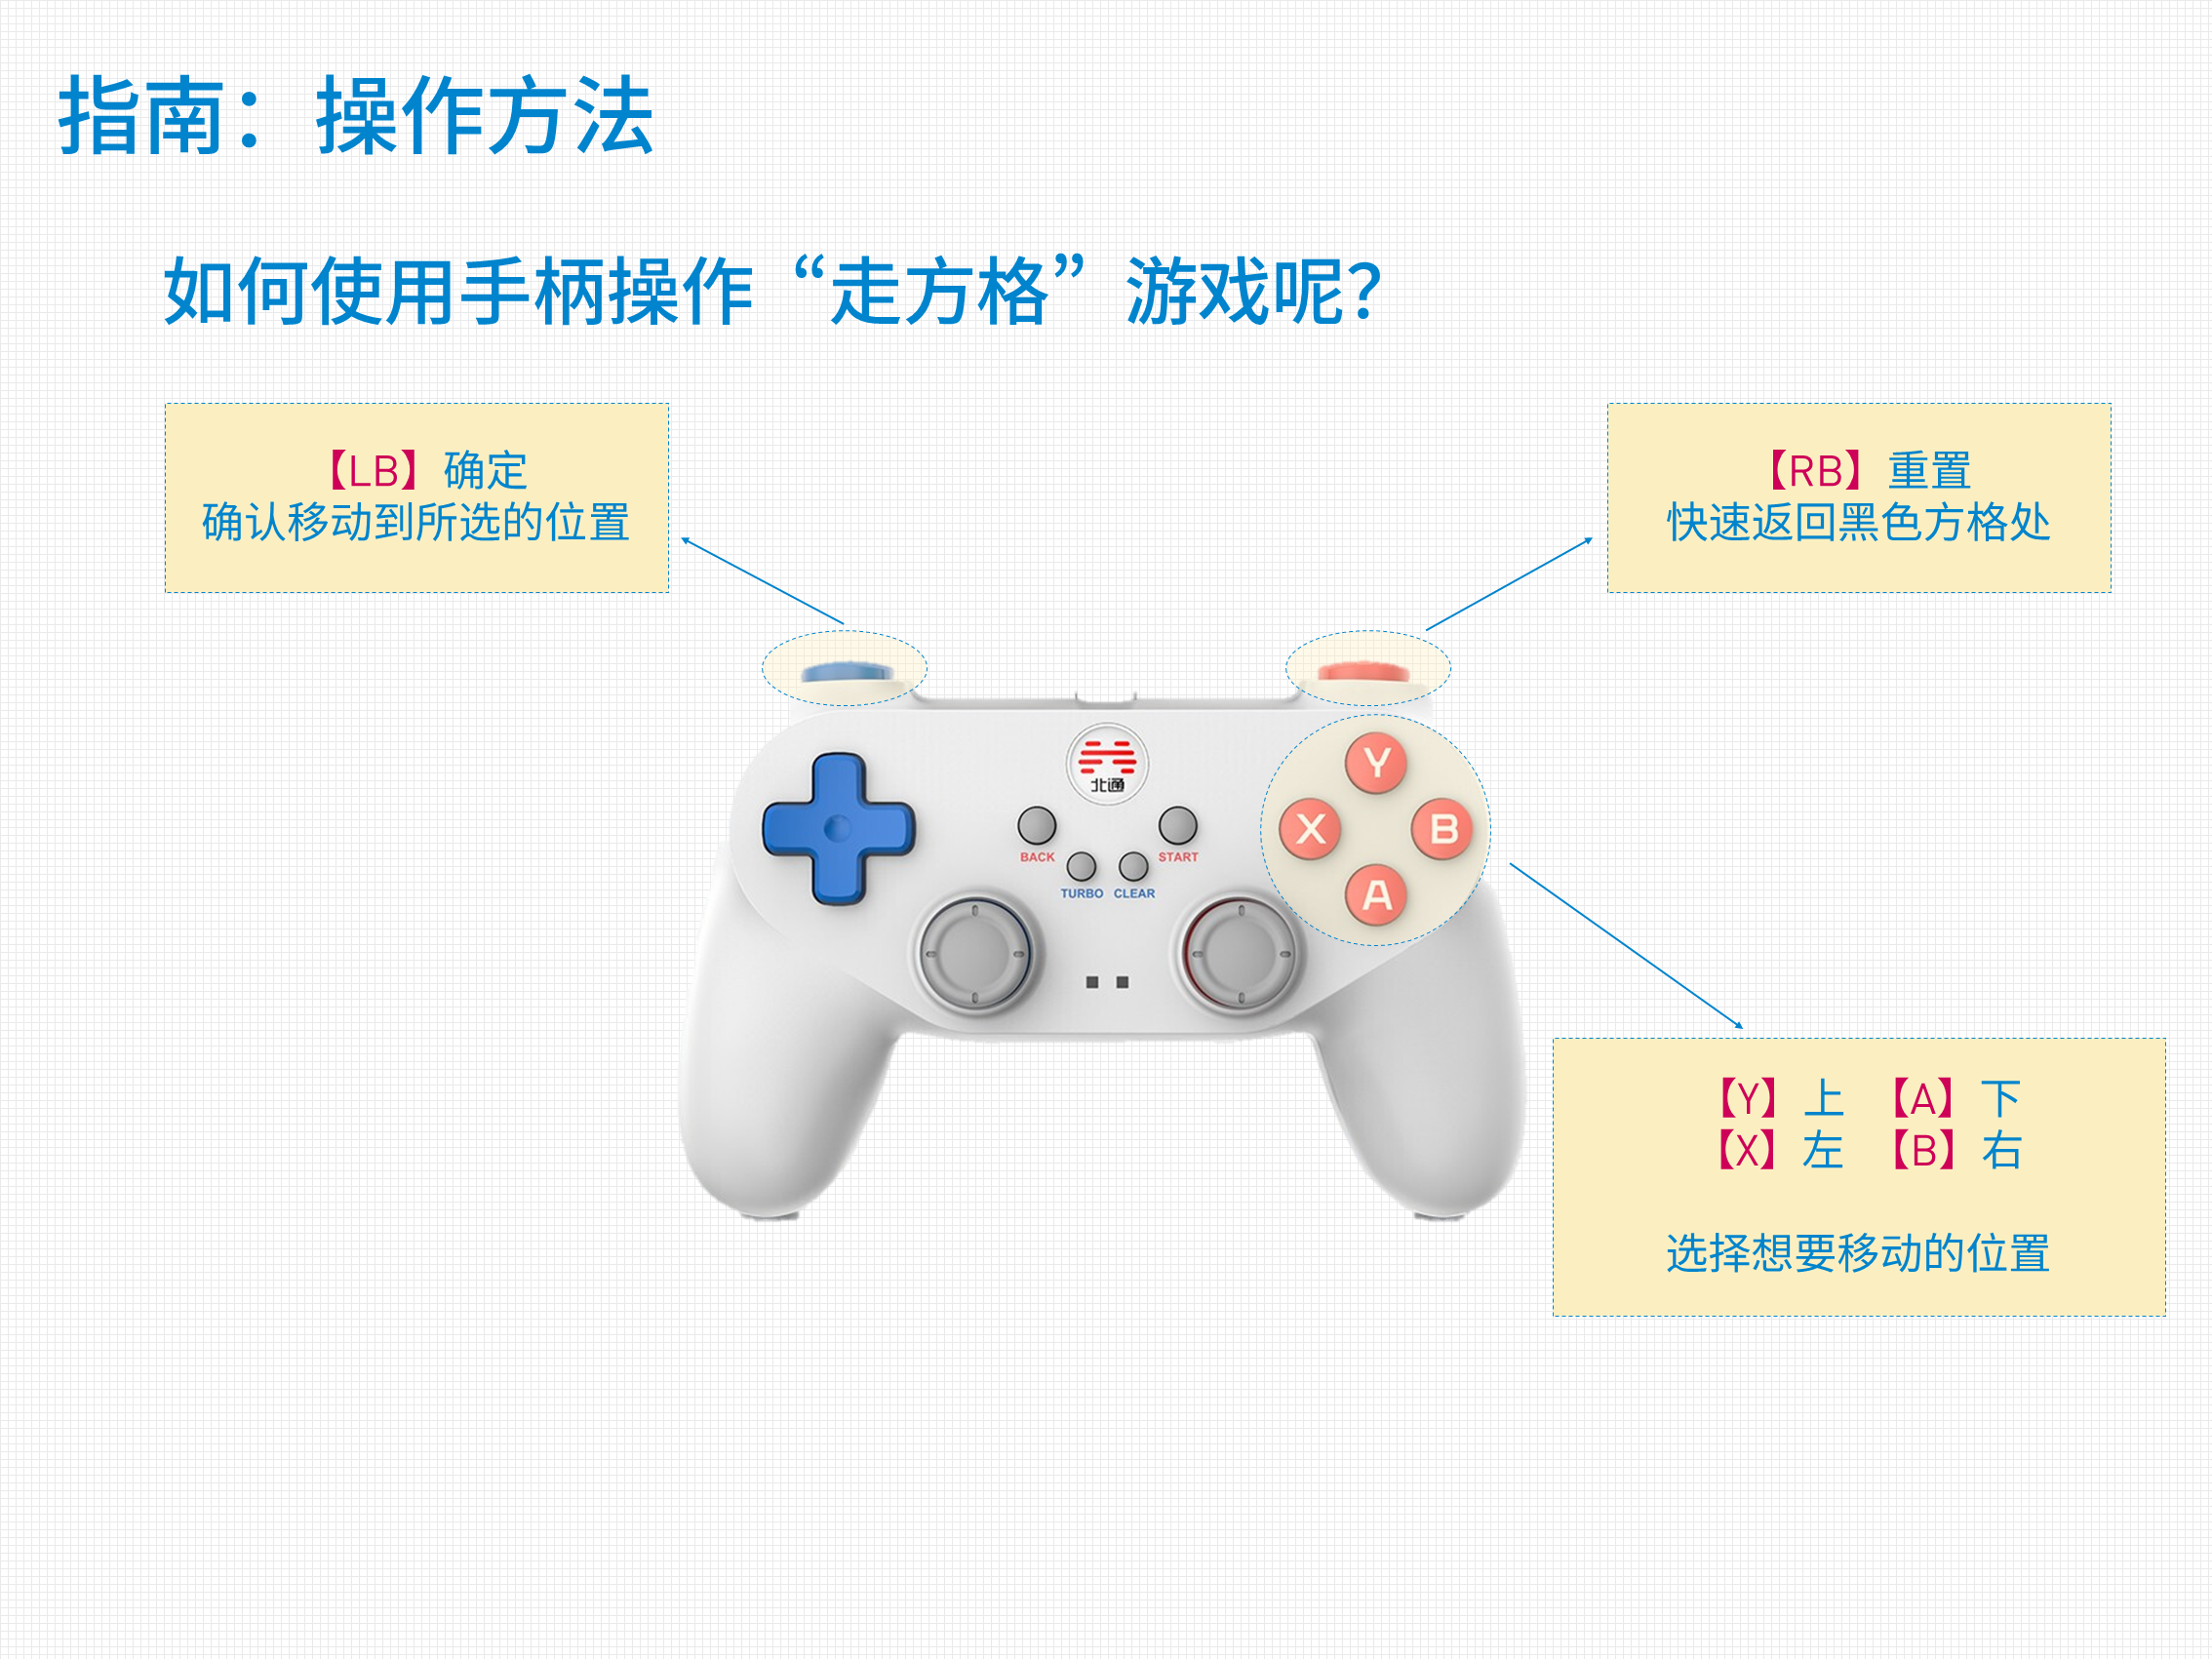 指南：操作方法
如何使用手柄操作“走方格”游戏呢？
【LB】确定
确认移动到所选的位置
【RB】重置
快速返回黑色方格处
北通
Y
X
B
A
BACK
START
TURBO
CLEAR
【Y】上 【A】下
【X】左 【B】右
选择想要移动的位置